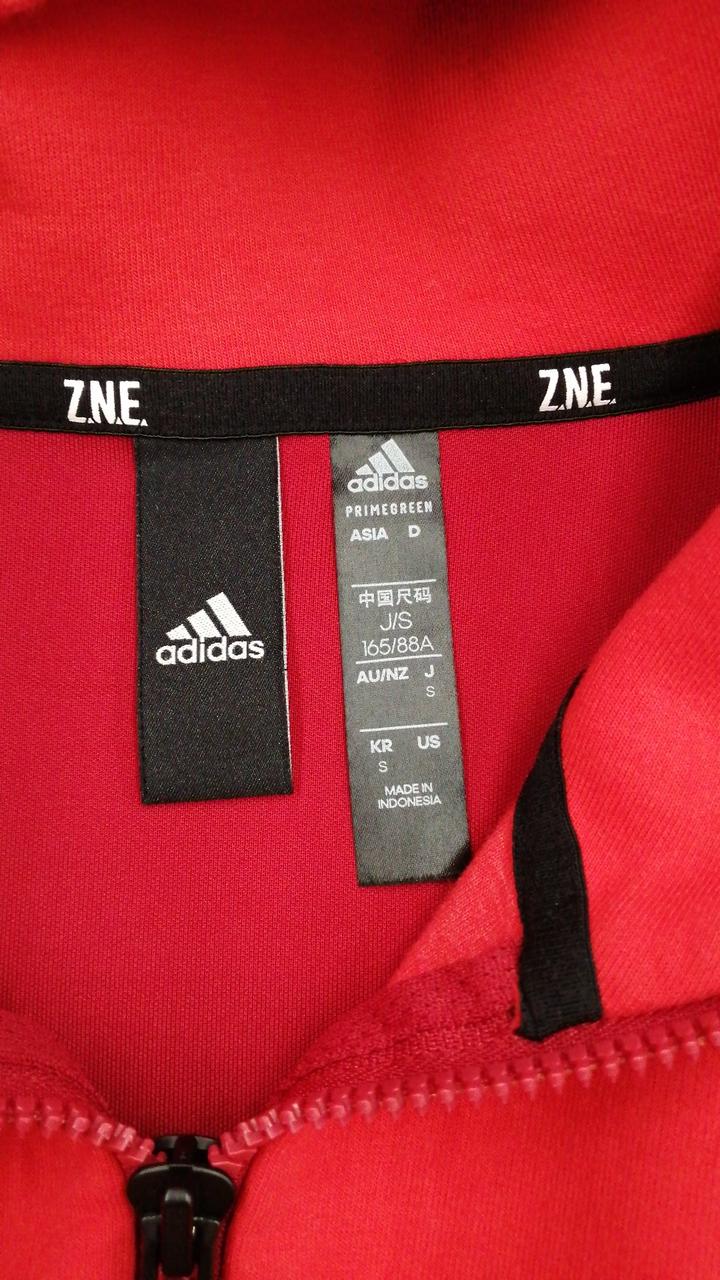 Z.N.E. Z.N.E.
adidas
adidas
PRIMEGREEN
ASIA D
中国尺码
J/S
165/88A
AU/NZ J
S
KR US
S
MADE IN
INDONESIA